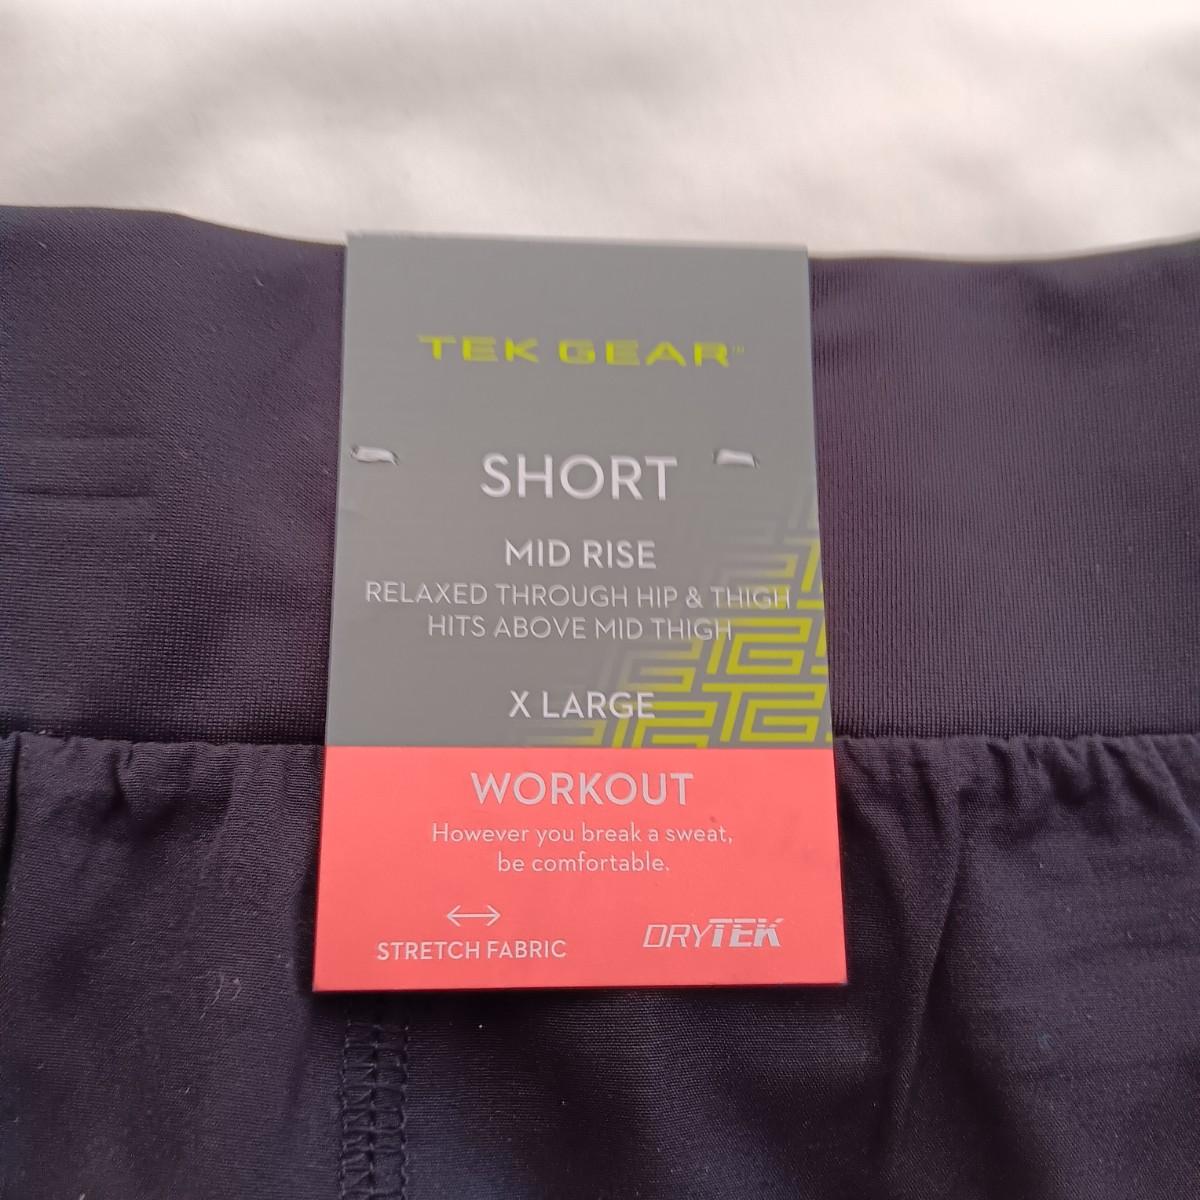 TEK GEAR™
SHORT
MID RISE
RELAXED THROUGH HIP & THIGH
HITS ABOVE MID THIGH
X LARGE
WORKOUT
However you break a sweat,
be comfortable.
STRETCH FABRIC
DRYTEK